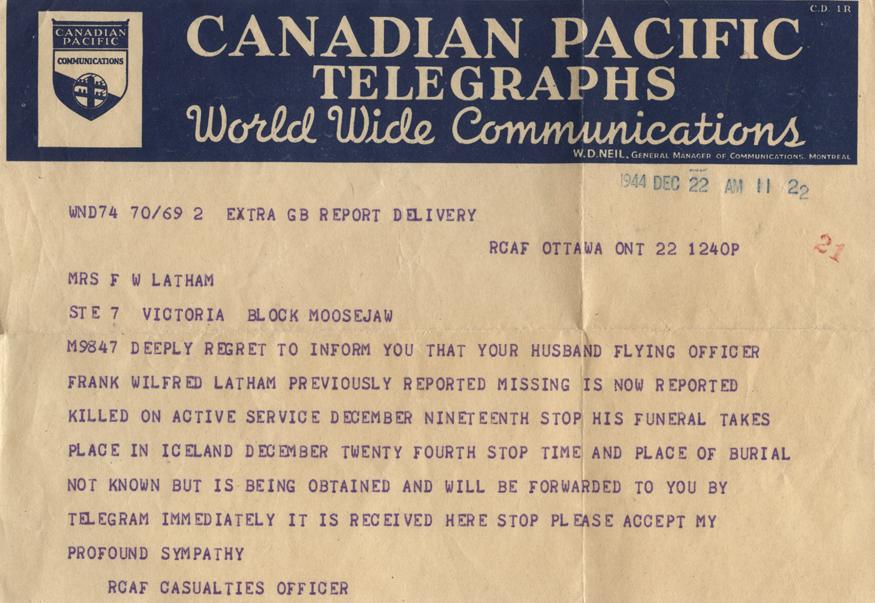 C.D. 1R
CANADIAN PACIFIC
COMMUNICATIONS
CANADIAN PACIFIC
TELEGRAPHS
World Wide Communications
W.D. NEIL, GENERAL MANAGER OF COMMUNICATIONS, MONTREAL
1944 DEC 22 AM 11 22
WND74 70/69 2 EXTRA GB REPORT DELIVERY
RCAF OTTAWA ONT 22 1240P
21
MRS F W LATHAM
STE 7 VICTORIA BLOCK MOOSEJAW
M9847 DEEPLY REGRET TO INFORM YOU THAT YOUR HUSBAND FLYING OFFICER
FRANK WILFRED LATHAM PREVIOUSLY REPORTED MISSING IS NOW REPORTED
KILLED ON ACTIVE SERVICE DECEMBER NINETEENTH STOP HIS FUNERAL TAKES
PLACE IN ICELAND DECEMBER TWENTY FOURTH STOP TIME AND PLACE OF BURIAL
NOT KNOWN BUT IS BEING OBTAINED AND WILL BE FORWARDED TO YOU BY
TELEGRAM IMMEDIATELY IT IS RECEIVED HERE STOP PLEASE ACCEPT MY
PROFOUND SYMPATHY
RCAF CASUALTIES OFFICER